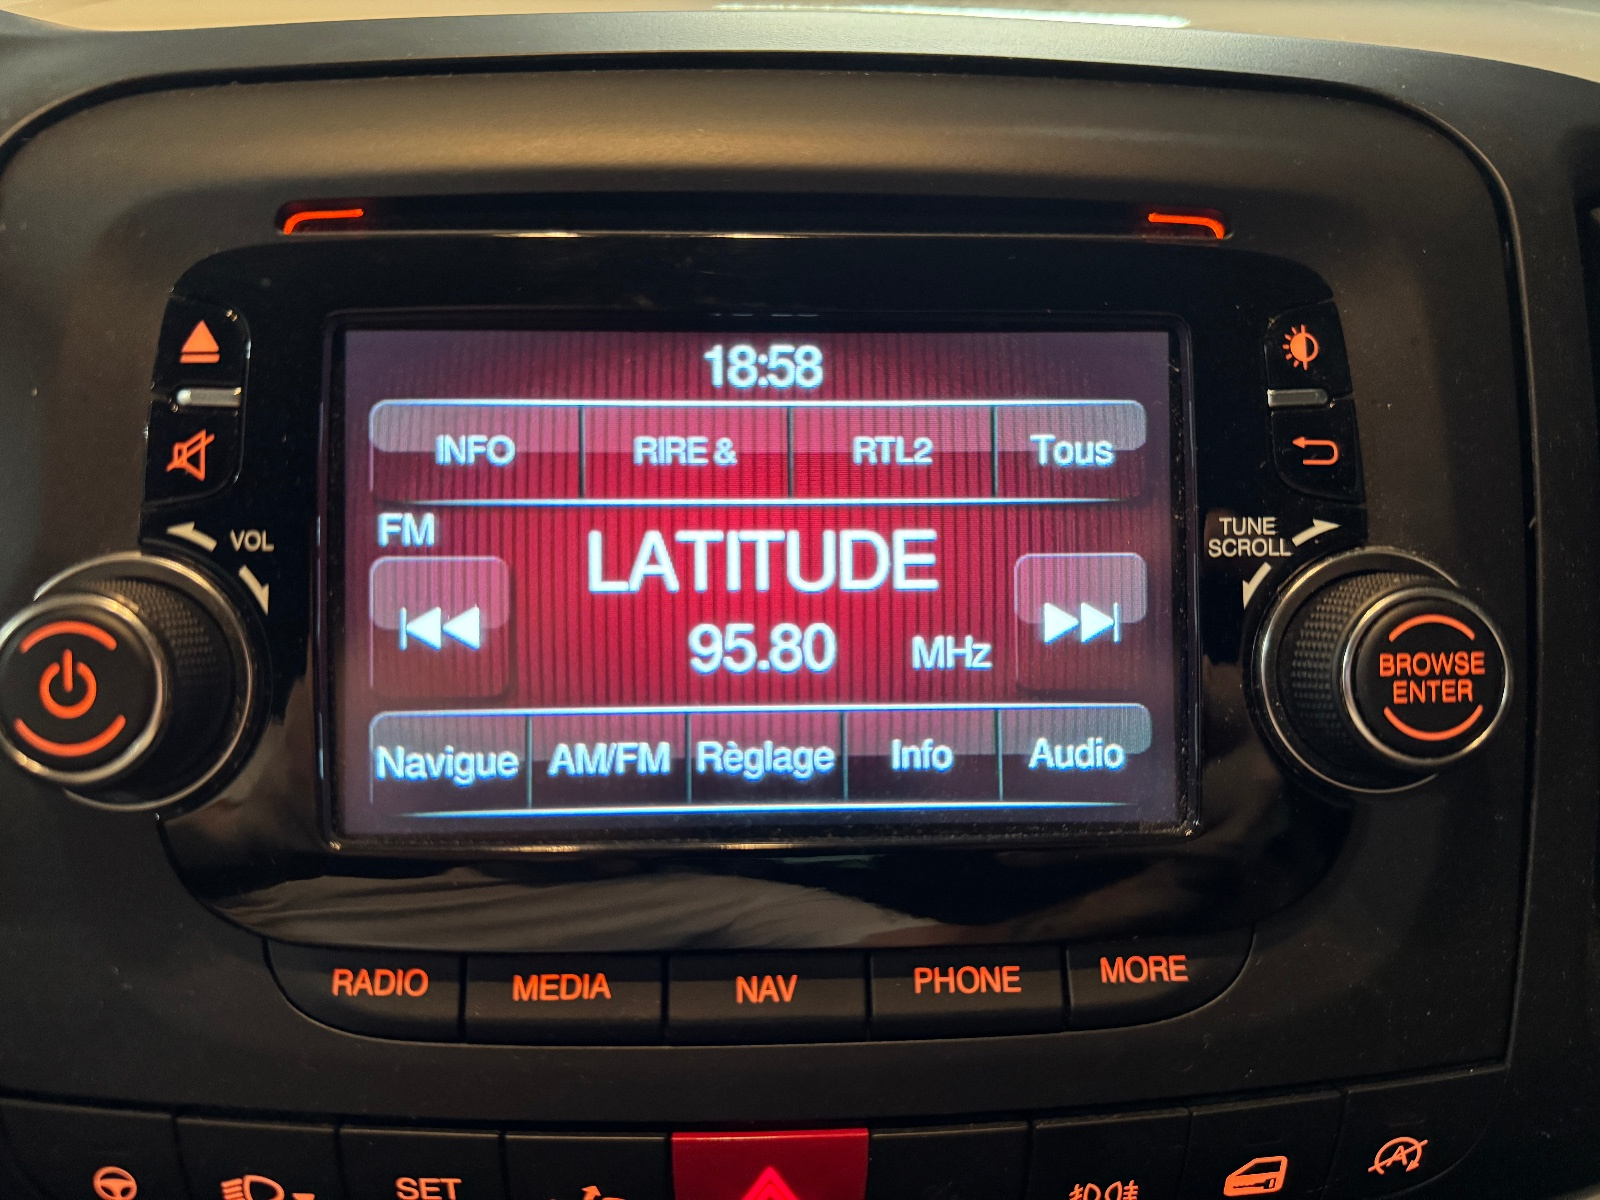 18:58
INFO RIRE & RTL2 Tous
FM
LATITUDE
95.80 MHz
Navigue AM/FM Règlage Info Audio
VOL
TUNE
SCROLL
BROWSE
ENTER
RADIO MEDIA NAV PHONE MORE
SET